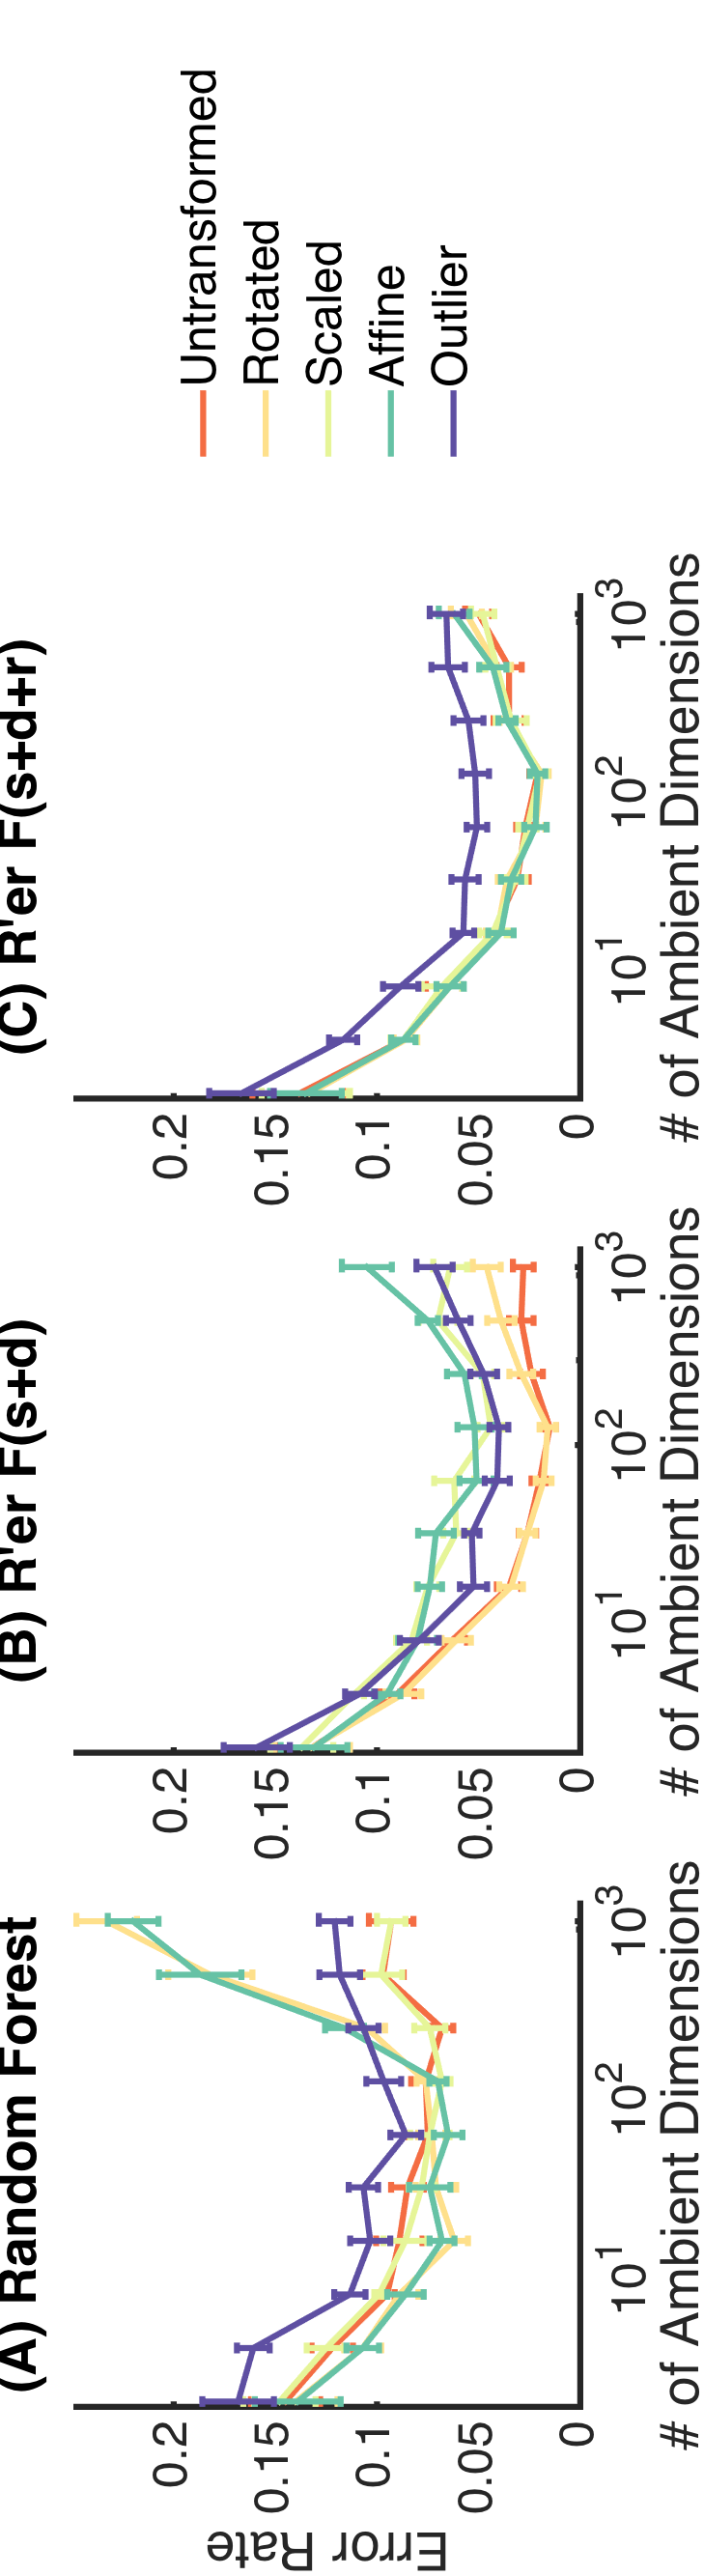 (A) Random Forest
(B) R'er F(s+d)
(C) R'er F(s+d+r)
Error Rate
0.2
0.15
0.1
0.05
0
10^1
10^2
10^3
# of Ambient Dimensions
0.2
0.15
0.1
0.05
0
10^1
10^2
10^3
# of Ambient Dimensions
0.2
0.15
0.1
0.05
0
10^1
10^2
10^3
# of Ambient Dimensions
Untransformed
Rotated
Scaled
Affine
Outlier